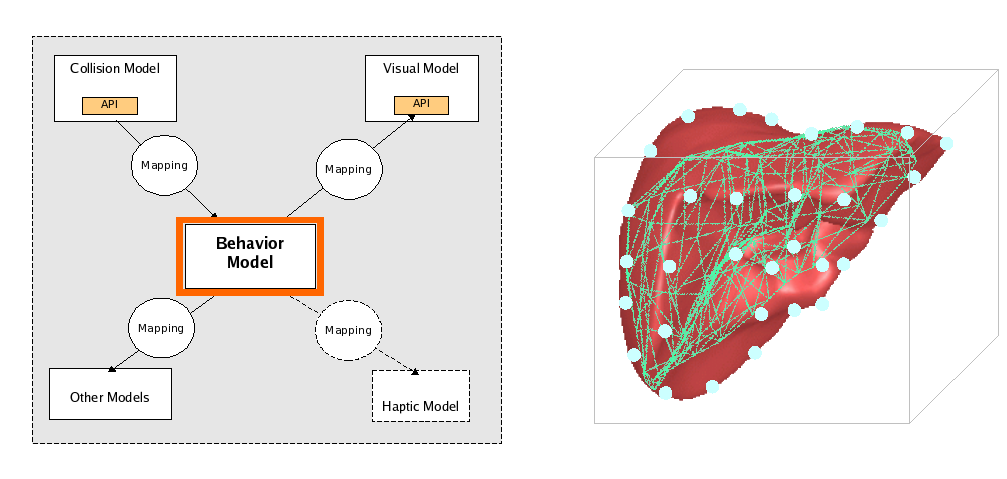 Collision Model
API
Visual Model
API
Mapping
Mapping
Behavior
Model
Mapping
Mapping
Other Models
Haptic Model